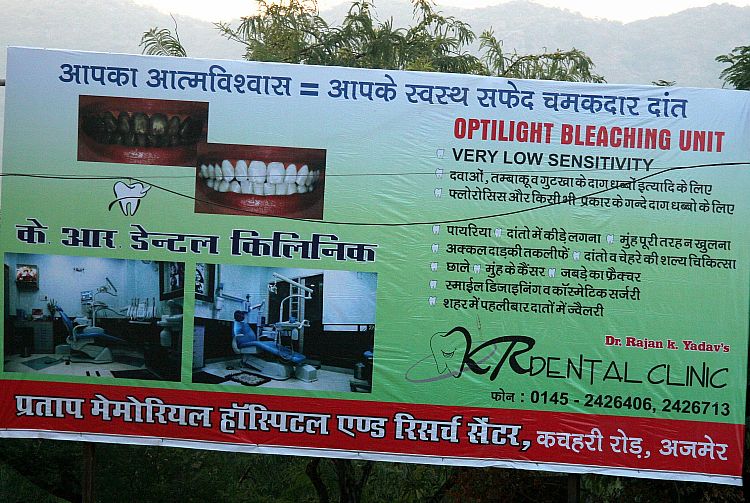 आपका आत्मविश्वास = आपके स्वस्थ सफेद चमकदार दांत
OPTILIGHT BLEACHING UNIT
VERY LOW SENSITIVITY
दवाओं, तम्बाकू व गुटखा के दाग धब्बों इत्यादि के लिए
फ्लोरोसिस और किसी भी प्रकार के गन्दे दाग धब्बो के लिए
के. आर. डेन्टल किलिनिक
पायरिया दांतो में कीड़े लगना मुंह पूरी तरह न खुलना
अक्कल दाड़ की तकलीफें दांतो व चेहरे की शल्य चिकित्सा
छाले मुंह के कैंसर जबड़े का फ्रैक्चर
स्माईल डिजाइनिंग व कॉस्मेटिक सर्जरी
शहर में पहली बार दातों में ज्वैलरी
Dr. Rajan k. Yadav's
KR DENTAL CLINIC
फोन : 0145 - 2426406, 2426713
प्रताप मेमोरियल हॉस्पिटल एण्ड रिसर्च सेंटर, कचहरी रोड़, अजमेर